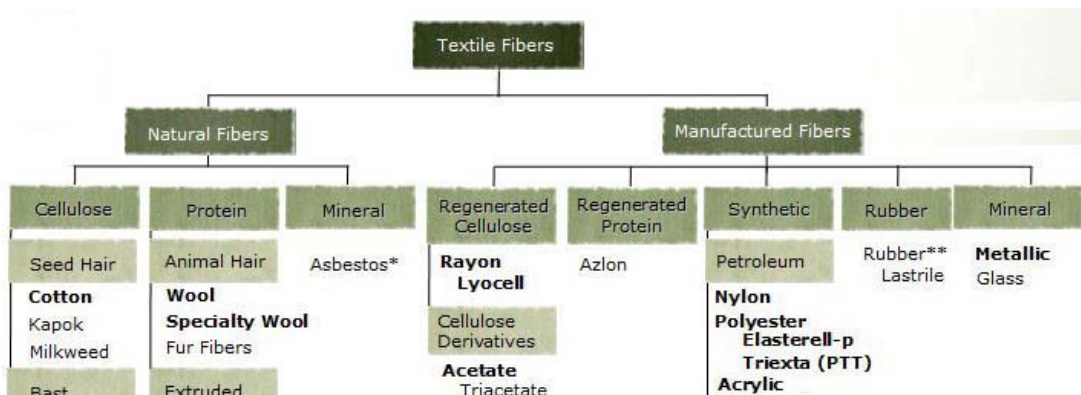 Textile Fibers
Natural Fibers
Manufactured Fibers
Cellulose
Protein
Mineral
Regenerated
Cellulose
Regenerated
Protein
Synthetic
Rubber
Mineral
Seed Hair
Cotton
Kapok
Milkweed
Bast
Animal Hair
Wool
Specialty Wool
Fur Fibers
Extruded
Asbestos*
Rayon
Lyocell
Cellulose
Derivatives
Acetate
Triacetate
Azlon
Petroleum
Nylon
Polyester
Elasterell-p
Triexta (PTT)
Acrylic
Rubber**
Lastrile
Metallic
Glass